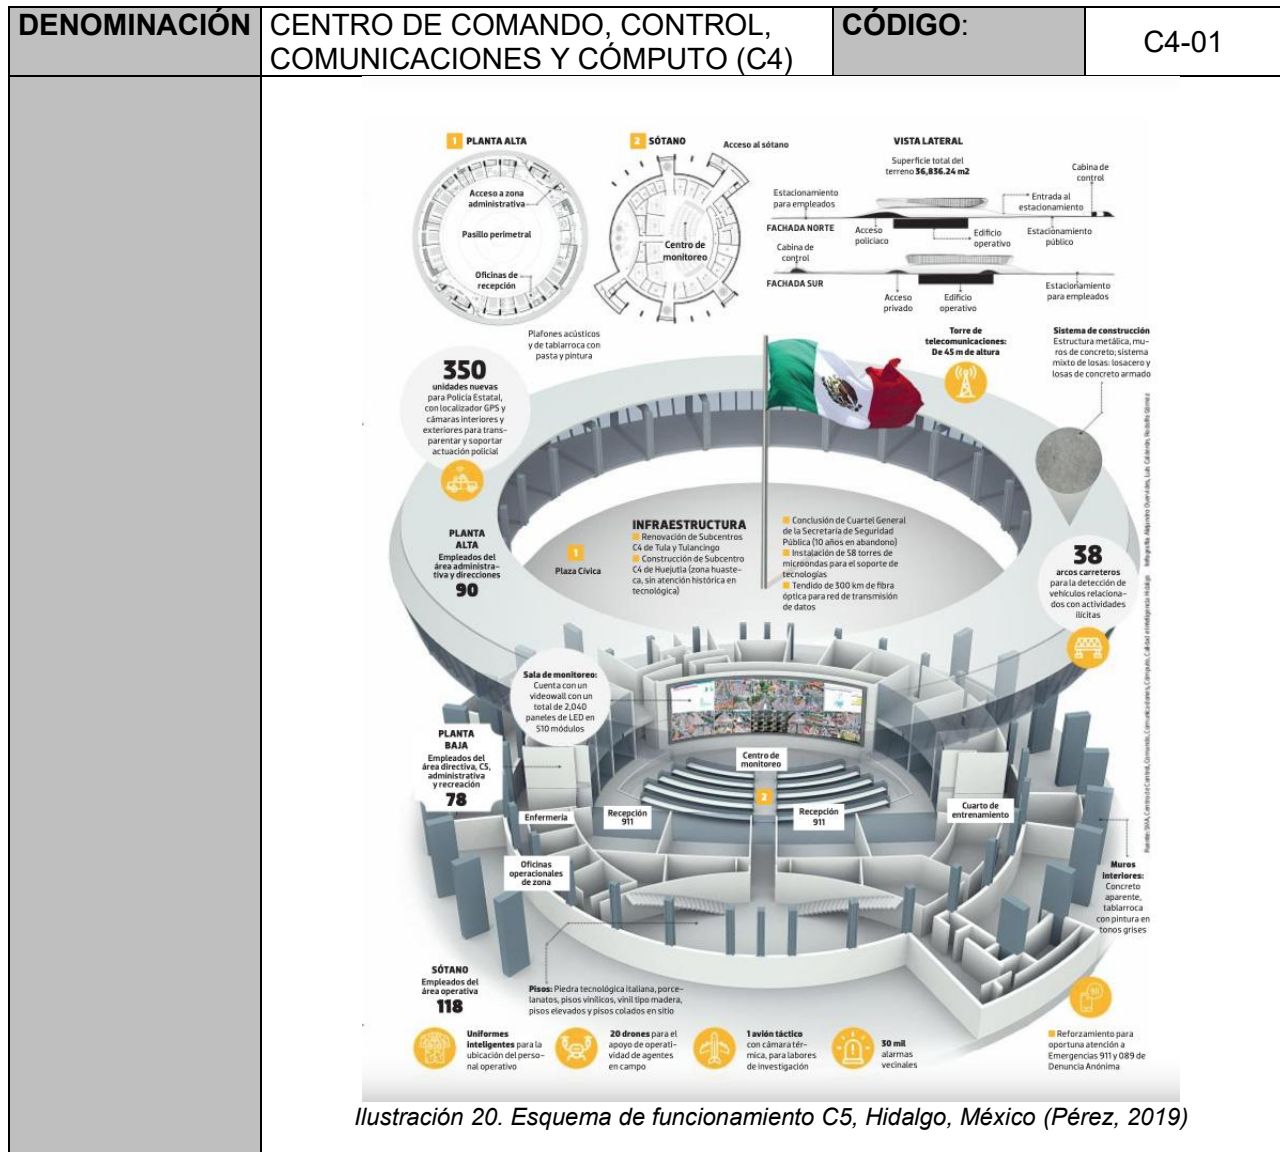 DENOMINACIÓN
CENTRO DE COMANDO, CONTROL,
COMUNICACIONES Y CÓMPUTO (C4)
CÓDIGO:
C4-01
1 PLANTA ALTA
Acceso a zona
administrativa
Pasillo perimetral
Oficinas de
recepción
Plafones acústicos
y de tablarroca con
pasta y pintura
2 SÓTANO
Acceso al sótano
Centro de
monitoreo
VISTA LATERAL
Superficie total del
terreno 36,836.24 m2
Cabina de
control
Estacionamiento
para empleados
Entrada al
estacionamiento
FACHADA NORTE
Acceso
policiaco
Edificio
operativo
Estacionamiento
público
Cabina de
control
FACHADA SUR
Acceso
privado
Edificio
operativo
Estacionamiento
para empleados
Torre de
telecomunicaciones:
De 45 m de altura
Sistema de construcción
Estructura metálica, mu-
ros de concreto; sistema
mixto de losas: losacero y
losas de concreto armado
350
unidades nuevas
para Policía Estatal,
con localizador GPS y
cámaras interiores y
exteriores para trans-
parentar y soportar
actuación policial
PLANTA
ALTA
Empleados del
área administra-
tiva y direcciones
90
1
Plaza Cívica
INFRAESTRUCTURA
Renovación de Subcentros
C4 de Tula y Tulancingo
Construcción de Subcentro
C4 de Huejutla (zona huaste-
ca, sin atención histórica en
tecnológica)
Conclusión de Cuartel General
de la Secretaría de Seguridad
Pública (10 años en abandono)
Instalación de 58 torres de
microondas para el soporte de
tecnologías
Tendido de 300 km de fibra
óptica para red de transmisión
de datos
38
arcos carreteros
para la detección de
vehículos relaciona-
dos con actividades
ilícitas
Sala de monitoreo:
Cuenta con un
videowall con un
total de 2,040
paneles de LED en
510 módulos
PLANTA
BAJA
Empleados del
área directiva, C5,
administrativa
y recreación
78
Centro de
monitoreo
2
Enfermería
Recepción
911
Recepción
911
Cuarto de
entrenamiento
Oficinas
operacionales
de zona
Muros
interiores:
Concreto
aparente,
tablarroca
con pintura en
tonos grises
SÓTANO
Empleados del
área operativa
118
Pisos: Piedra tecnológica italiana, porce-
lanatos, pisos vinílicos, vinil tipo madera,
pisos elevados y pisos colados en sitio
Uniformes
inteligentes para la
ubicación del perso-
nal operativo
20 drones para el
apoyo de operati-
vidad de agentes
en campo
1 avión táctico
con cámara tér-
mica, para labores
de investigación
30 mil
alarmas
vecinales
Reforzamiento para
oportuna atención a
Emergencias 911 y 089 de
Denuncia Anónima
Ilustración 20. Esquema de funcionamiento C5, Hidalgo, México (Pérez, 2019)